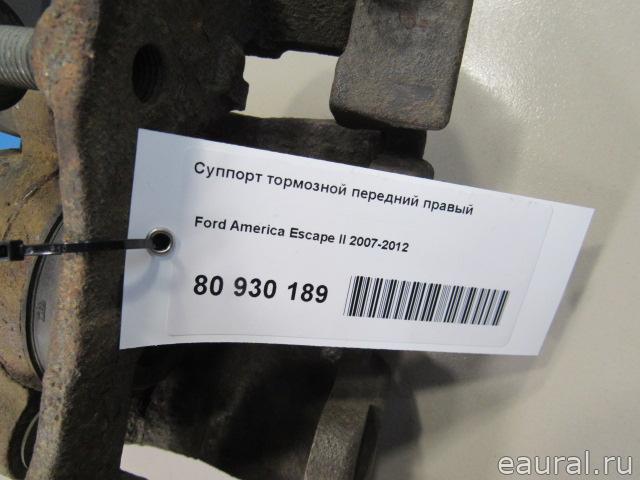 Суппорт тормозной передний правый
Ford America Escape II 2007-2012
80 930 189
eaural.ru